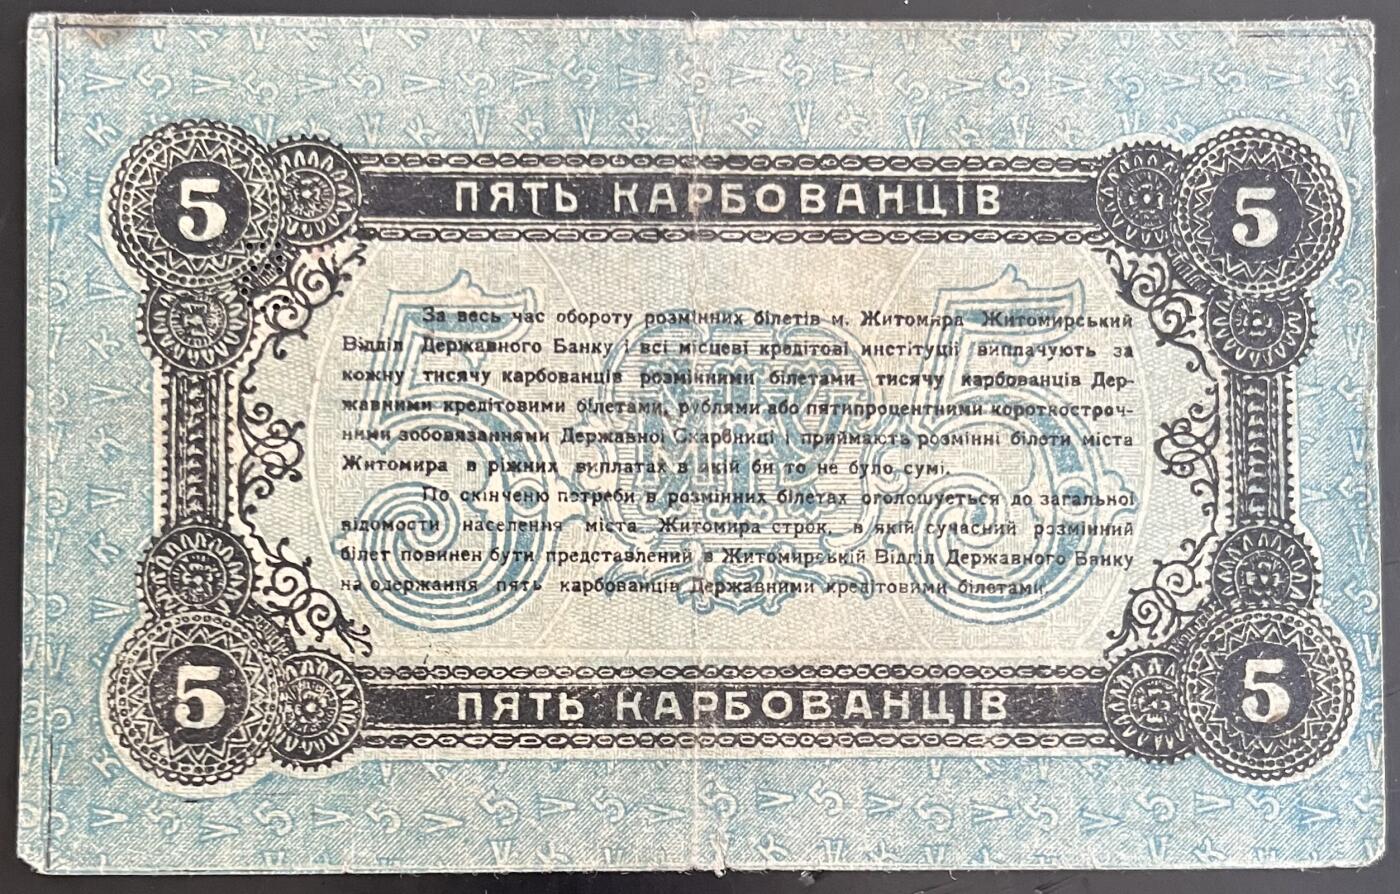 5 ПЯТЬ КАРБОВАНЦІВ 5
За весь час обороту розмінних білетів м. Житомира Житомирський
Відділ Державного Банку і всі місцеві кредітові институції виплачують за
кожну тисячу карбованців розмінними білетами тисячу карбованців Дер-
жавними кредітовими білетами, рублями або пятипроцентними короткостроч-
ними зобовязаннями Державної Скарбниці і приймають розмінні білети міста
Житомира в ріжних виплатах в якій би то не було сумі.
По скінченю потреби в розмінних білетах оголошується до загальної
відомости населення міста Житомира строк, в який сучасний розмінний
білет повинен бути представлений в Житомирській Відділ Державного Банку
на одержання пять карбованців Державними кредітовими білетами.
5 5
5 ПЯТЬ КАРБОВАНЦІВ 5